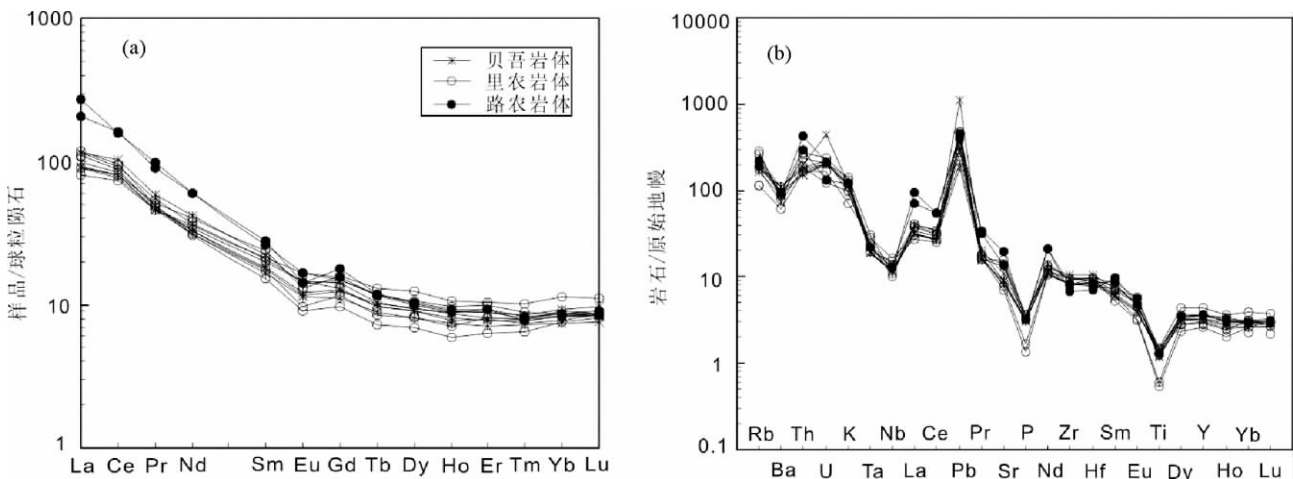 (a)
1000
100
10
1
样品/球粒陨石
贝吾岩体
里农岩体
路农岩体
La Ce Pr Nd Sm Eu Gd Tb Dy Ho Er Tm Yb Lu
(b)
10000
1000
100
10
1
0.1
岩石/原始地幔
Rb Th K Nb Ce Pr P Zr Sm Ti Y Yb
Ba U Ta La Pb Sr Nd Hf Eu Dy Ho Lu